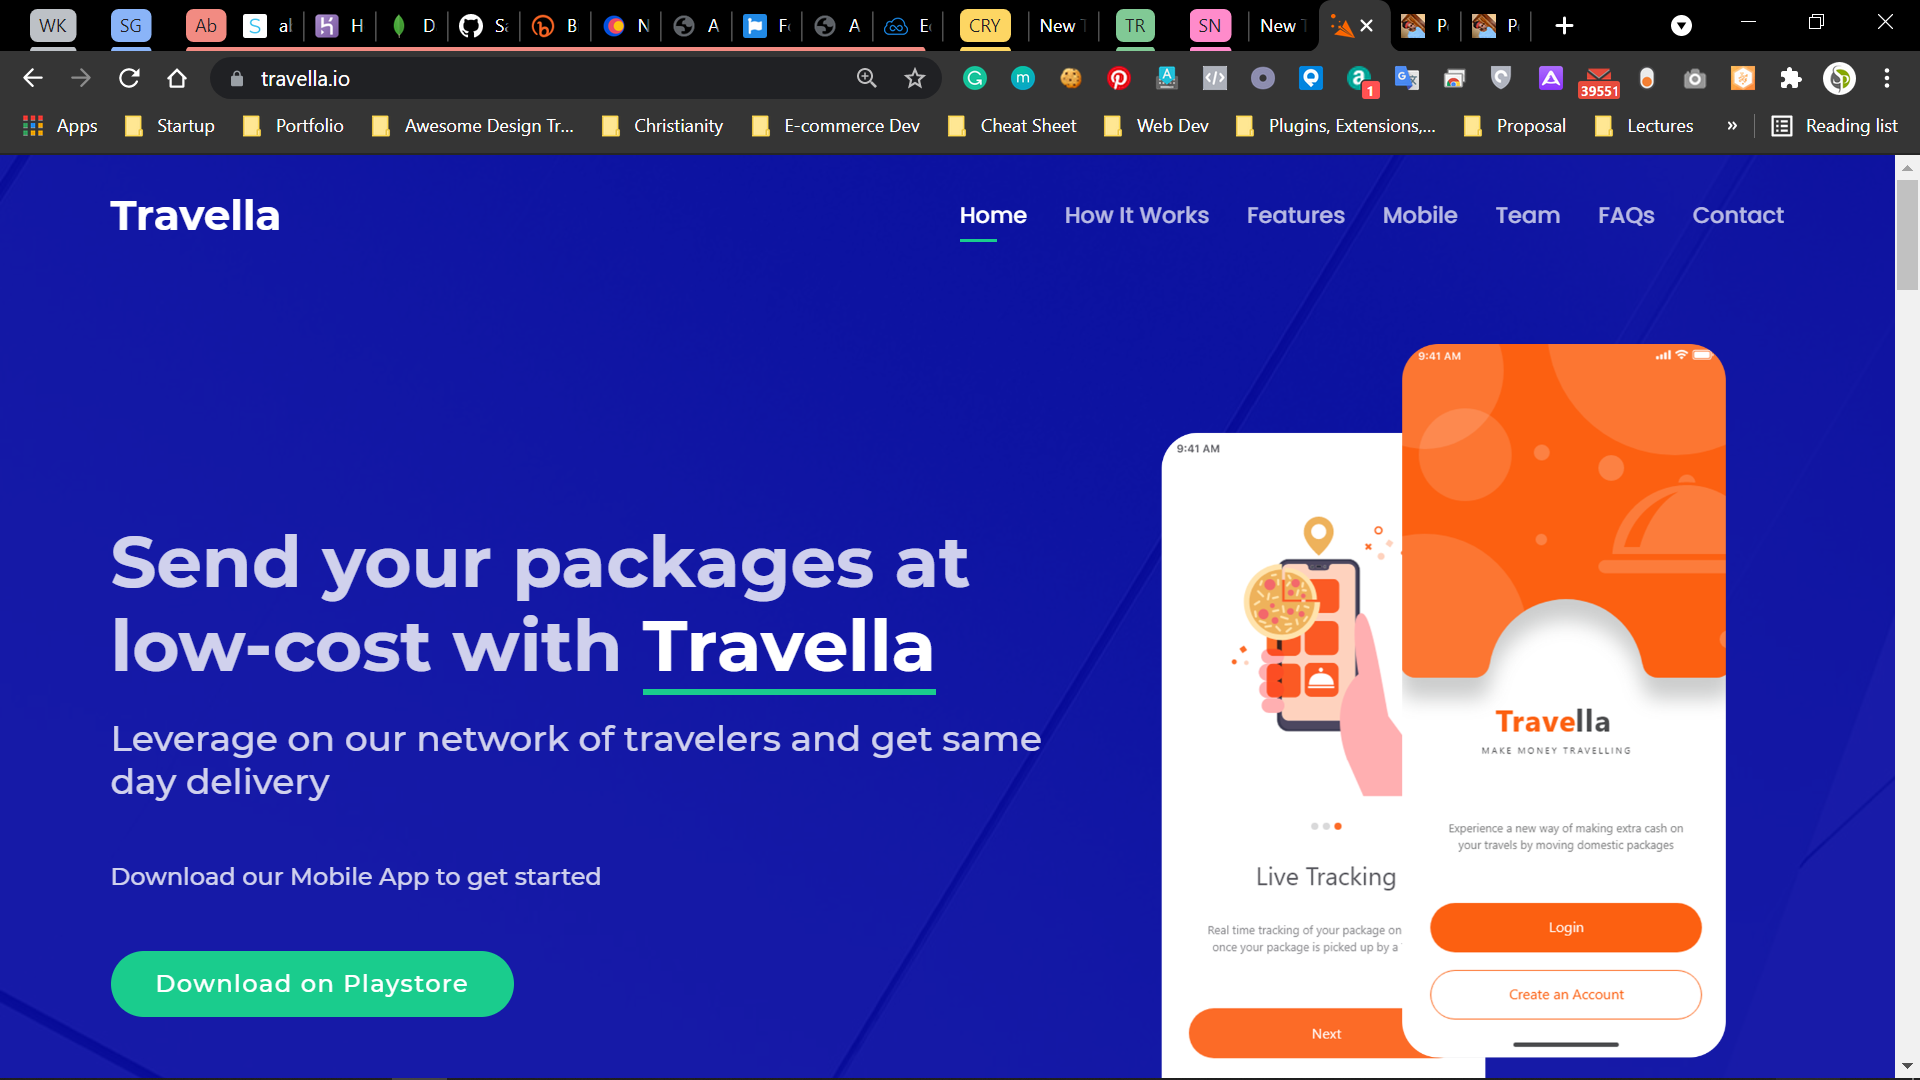 WK
SG
Ab
al
H
D
B
N
A
A
CRY
New
TR
SN
New
travella.io
1
39551
Apps
Startup
Portfolio
Awesome Design Tr...
Christianity
E-commerce Dev
Cheat Sheet
Web Dev
Plugins, Extensions,...
Proposal
Lectures
»
Reading list
Travella
Home
How It Works
Features
Mobile
Team
FAQs
Contact
Send your packages at
low-cost with Travella
Leverage on our network of travelers and get same
day delivery
Download our Mobile App to get started
Download on Playstore
9:41 AM
Live Tracking
Real time tracking of your package on
once your package is picked up by a
Next
9:41 AM
Travella
MAKE MONEY TRAVELLING
Experience a new way of making extra cash on
your travels by moving domestic packages
Login
Create an Account